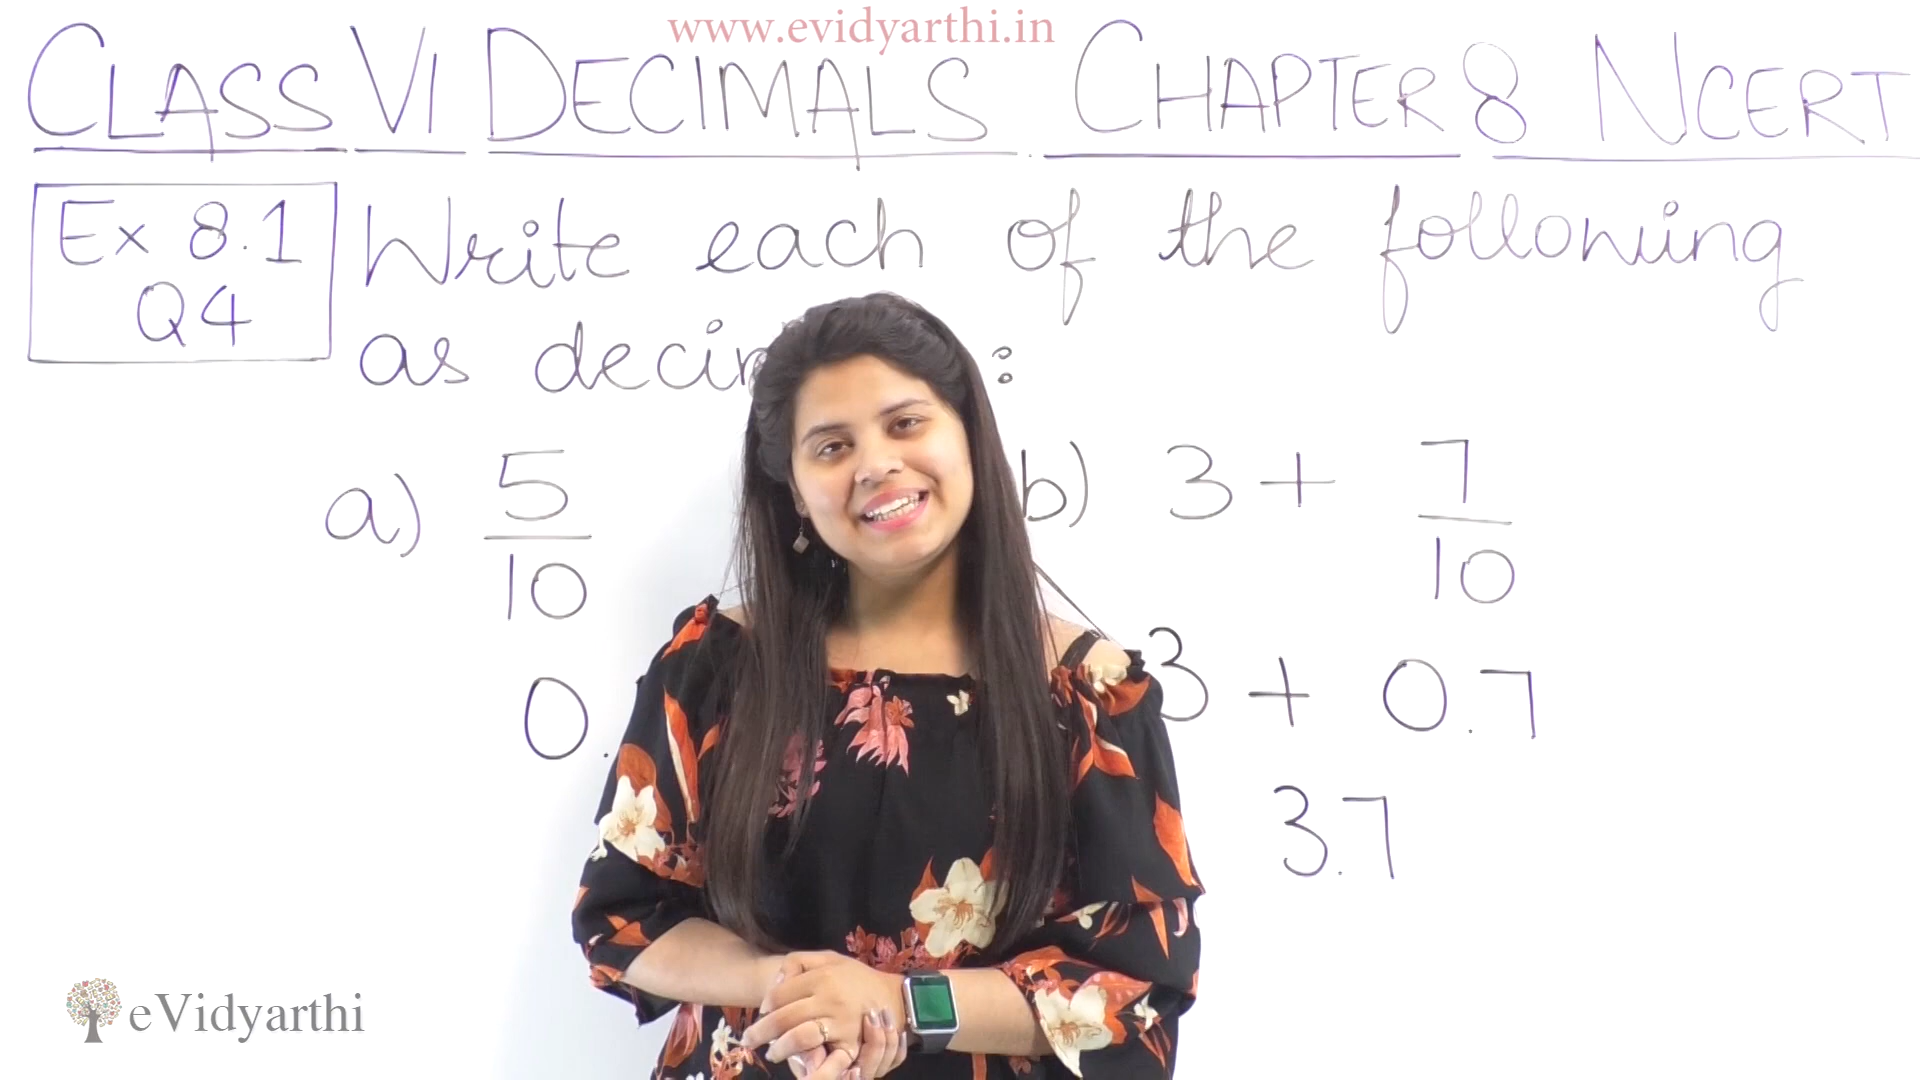 www.evidyarthi.in
CLASS VI DECIMALS CHAPTER 8 NCERT
Ex 8.1
Q4
Write each of the following
as decim :
a) 5/10
b) 3 + 7/10
0.
3 + 0.7
3.7
eVidyarthi